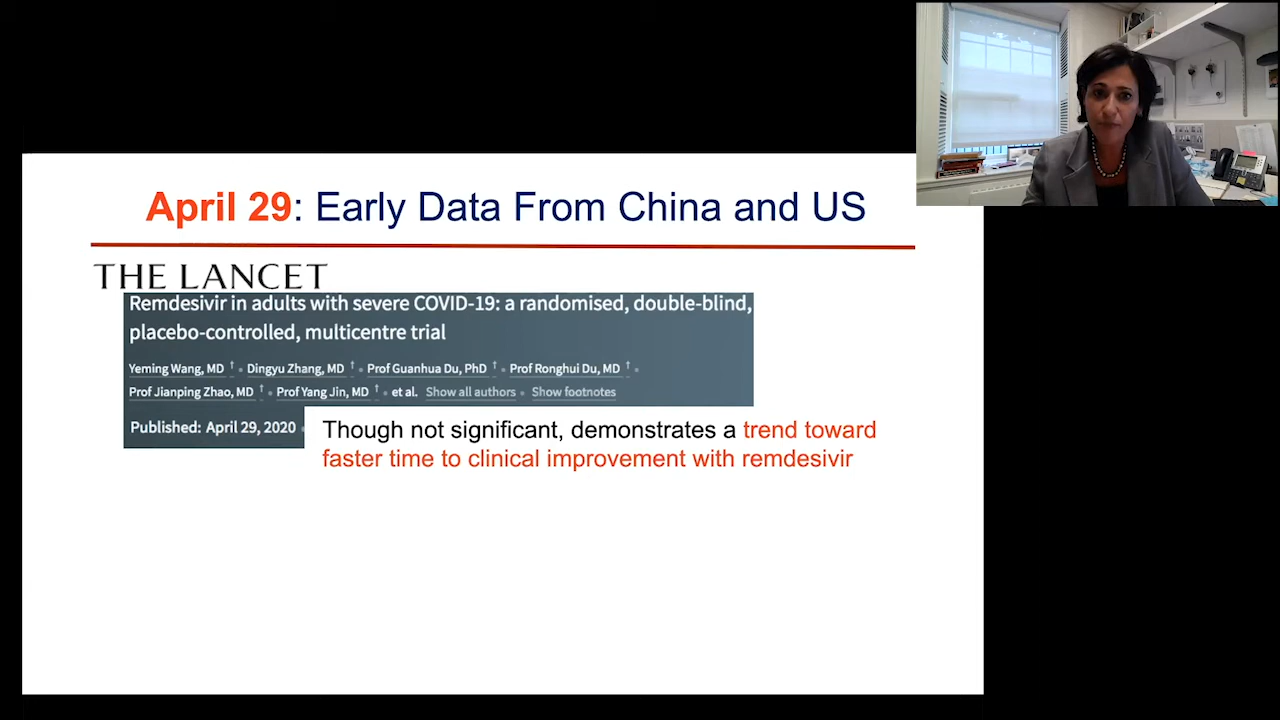 April 29: Early Data From China and US
THE LANCET
Remdesivir in adults with severe COVID-19: a randomised, double-blind,
placebo-controlled, multicentre trial
Yeming Wang, MD † • Dingyu Zhang, MD † • Prof Guanhua Du, PhD † • Prof Ronghui Du, MD † •
Prof Jianping Zhao, MD † • Prof Yang Jin, MD † • et al. Show all authors • Show footnotes
Published: April 29, 2020 •
Though not significant, demonstrates a trend toward
faster time to clinical improvement with remdesivir